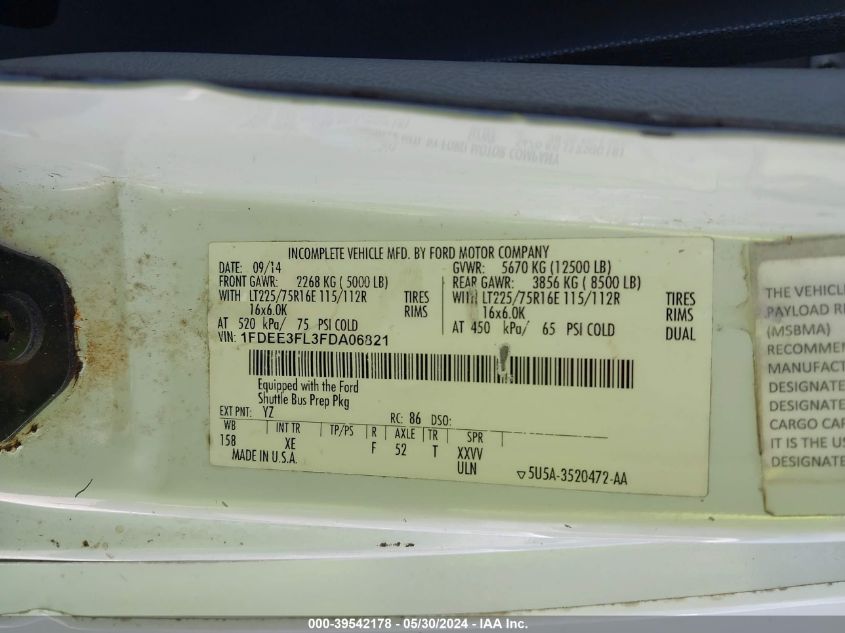 INCOMPLETE VEHICLE MFD. BY FORD MOTOR COMPANY
DATE: 09/14 GVWR: 5670 KG (12500 LB)
FRONT GAWR: 2268 KG ( 5000 LB) REAR GAWR: 3856 KG ( 8500 LB)
WITH LT225/75R16E 115/112R TIRES WITH LT225/75R16E 115/112R TIRES
16x6.0K RIMS 16x6.0K RIMS
AT 520 kPa/ 75 PSI COLD AT 450 kPa/ 65 PSI COLD DUAL
VIN: 1FDEE3FL3FDA06821
Equipped with the Ford
Shuttle Bus Prep Pkg
EXT PNT: YZ RC: 86 DSO:
WB INT TR TP/PS R AXLE TR SPR
158 XE F 52 T XXVV
MADE IN U.S.A. ULN ▽5U5A-3520472-AA
THE VEHICLE
PAYLOAD RE
(MSBMA)
RECOMMEN
MANUFACT
DESIGNATE
DESIGNATE
CARGO CAR
IT IS THE US
DESIGNATE
000-39542178 - 05/30/2024 - IAA Inc.